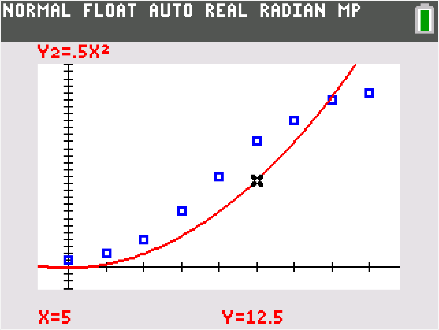 NORMAL FLOAT AUTO REAL RADIAN MP
Y2=.5X²
X=5 Y=12.5